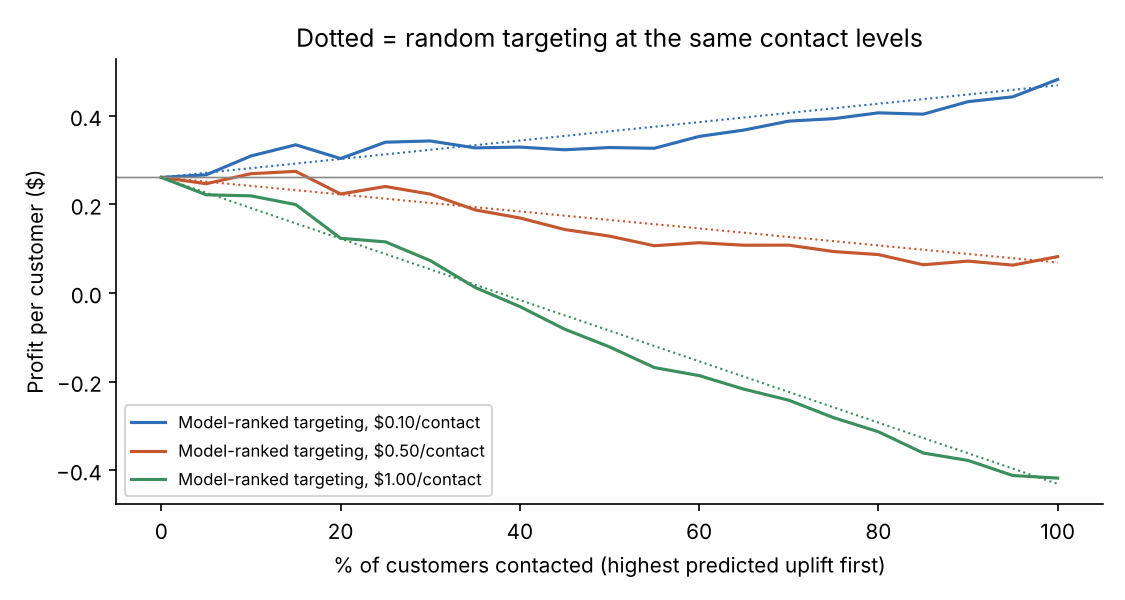 Dotted = random targeting at the same contact levels
Profit per customer ($)
0.4
0.2
0.0
−0.2
−0.4
Model-ranked targeting, $0.10/contact
Model-ranked targeting, $0.50/contact
Model-ranked targeting, $1.00/contact
0 20 40 60 80 100
% of customers contacted (highest predicted uplift first)